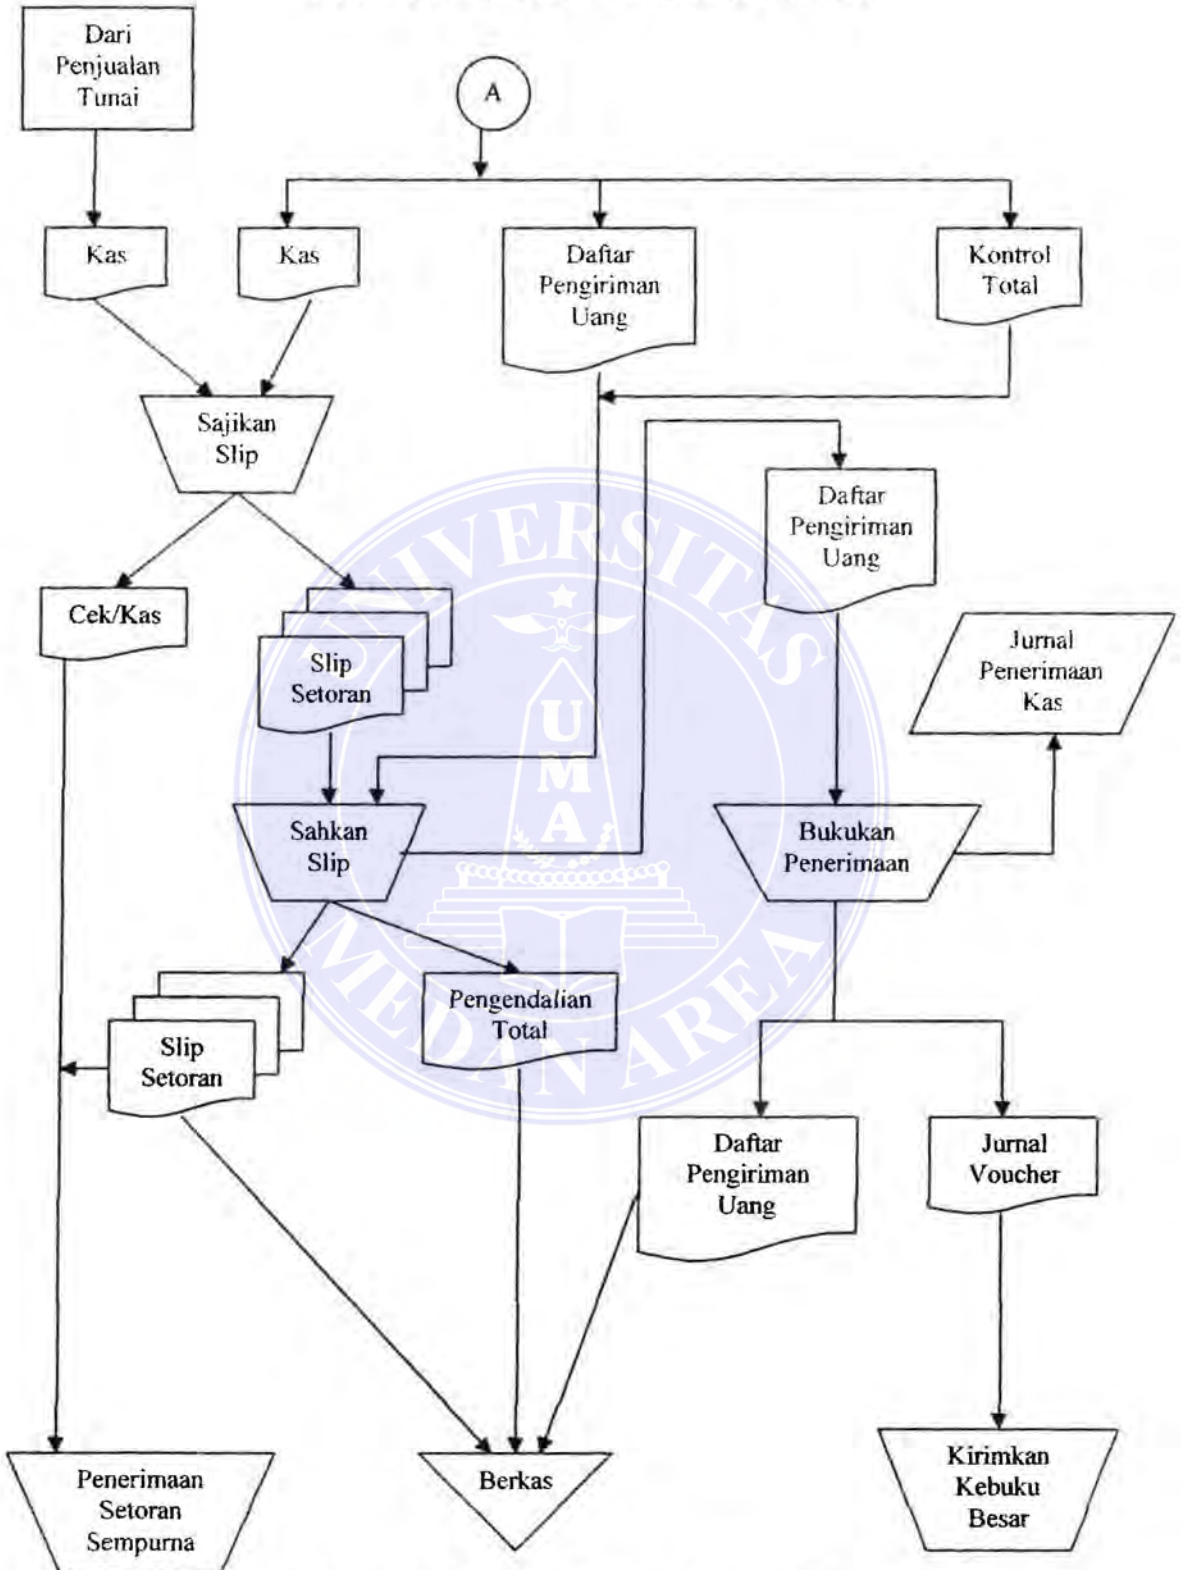 Dari
Penjualan
Tunai
A
Kas
Kas
Daftar
Pengiriman
Uang
Kontrol
Total
Sajikan
Slip
Daftar
Pengiriman
Uang
Cek/Kas
Slip
Setoran
Jurnal
Penerimaan
Kas
Sahkan
Slip
Bukukan
Penerimaan
Slip
Setoran
Pengendalian
Total
Daftar
Pengiriman
Uang
Jurnal
Voucher
Penerimaan
Setoran
Sempurna
Berkas
Kirimkan
Kebuku
Besar
UNIVERSITAS
MEDAN AREA
U
M
A